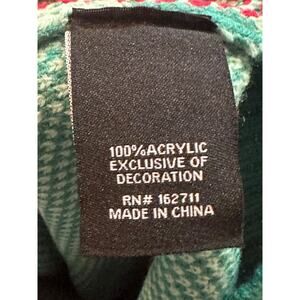 100% ACRYLIC
EXCLUSIVE OF
DECORATION
RN# 162711
MADE IN CHINA